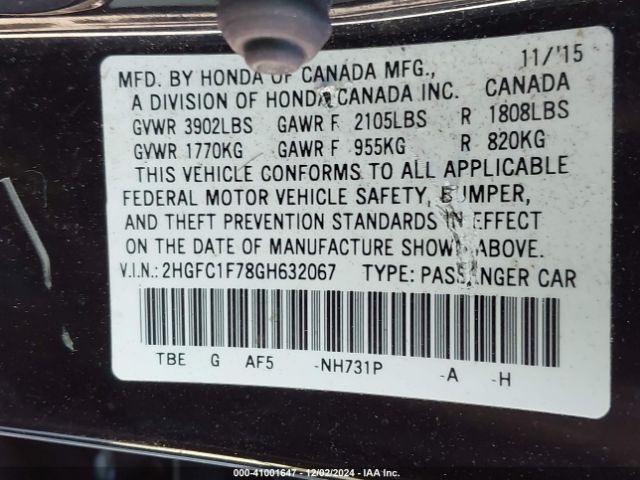 11/'15
MFD. BY HONDA OF CANADA MFG., CANADA
A DIVISION OF HONDA CANADA INC.
GVWR 3902LBS GAWR F 2105LBS R 1808LBS
GVWR 1770KG GAWR F 955KG R 820KG
THIS VEHICLE CONFORMS TO ALL APPLICABLE
FEDERAL MOTOR VEHICLE SAFETY, BUMPER,
AND THEFT PREVENTION STANDARDS IN EFFECT
ON THE DATE OF MANUFACTURE SHOWN ABOVE.
V.I.N.: 2HGFC1F78GH632067 TYPE: PASSENGER CAR
TBE G AF5 -NH731P -A -H
000-41001647 - 12/02/2024 - IAA Inc.